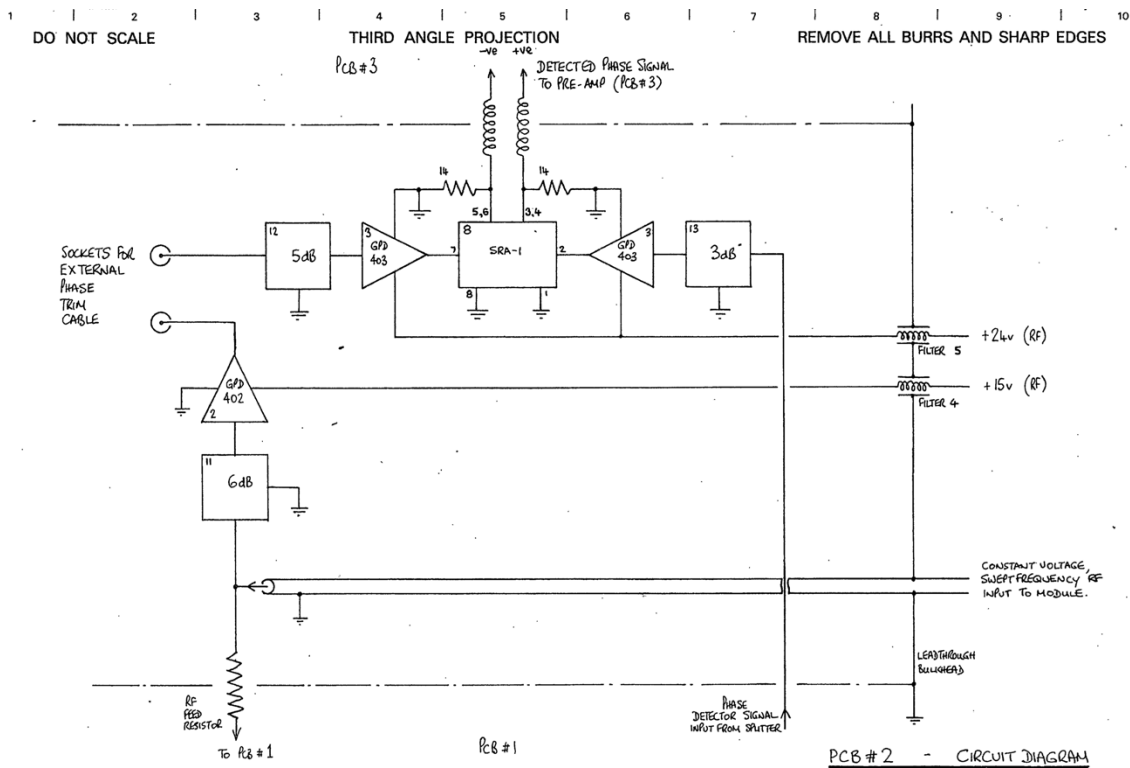 1 2 3 4 5 6 7 8 9 10
DO NOT SCALE
THIRD ANGLE PROJECTION
REMOVE ALL BURRS AND SHARP EDGES
PCB#3
-ve
+ve
DETECTED PHASE SIGNAL
TO PRE-AMP (PCB#3)
14
14
5,6
3,4
12
5dB
3
GPD
403
7
8
SRA-1
2
8
1
3
GPD
403
13
3dB
SOCKETS FOR
EXTERNAL
PHASE
TRIM
CABLE
+24v (RF)
FILTER 5
GPD
402
2
+15v (RF)
FILTER 4
11
6dB
CONSTANT VOLTAGE,
SWEPT FREQUENCY RF
INPUT TO MODULE.
LEADTHROUGH
BULKHEAD
RF
FEED
RESISTOR
TO PCB#1
PCB#1
PHASE
DETECTOR SIGNAL
INPUT FROM SPLITTER
PCB#2 - CIRCUIT DIAGRAM